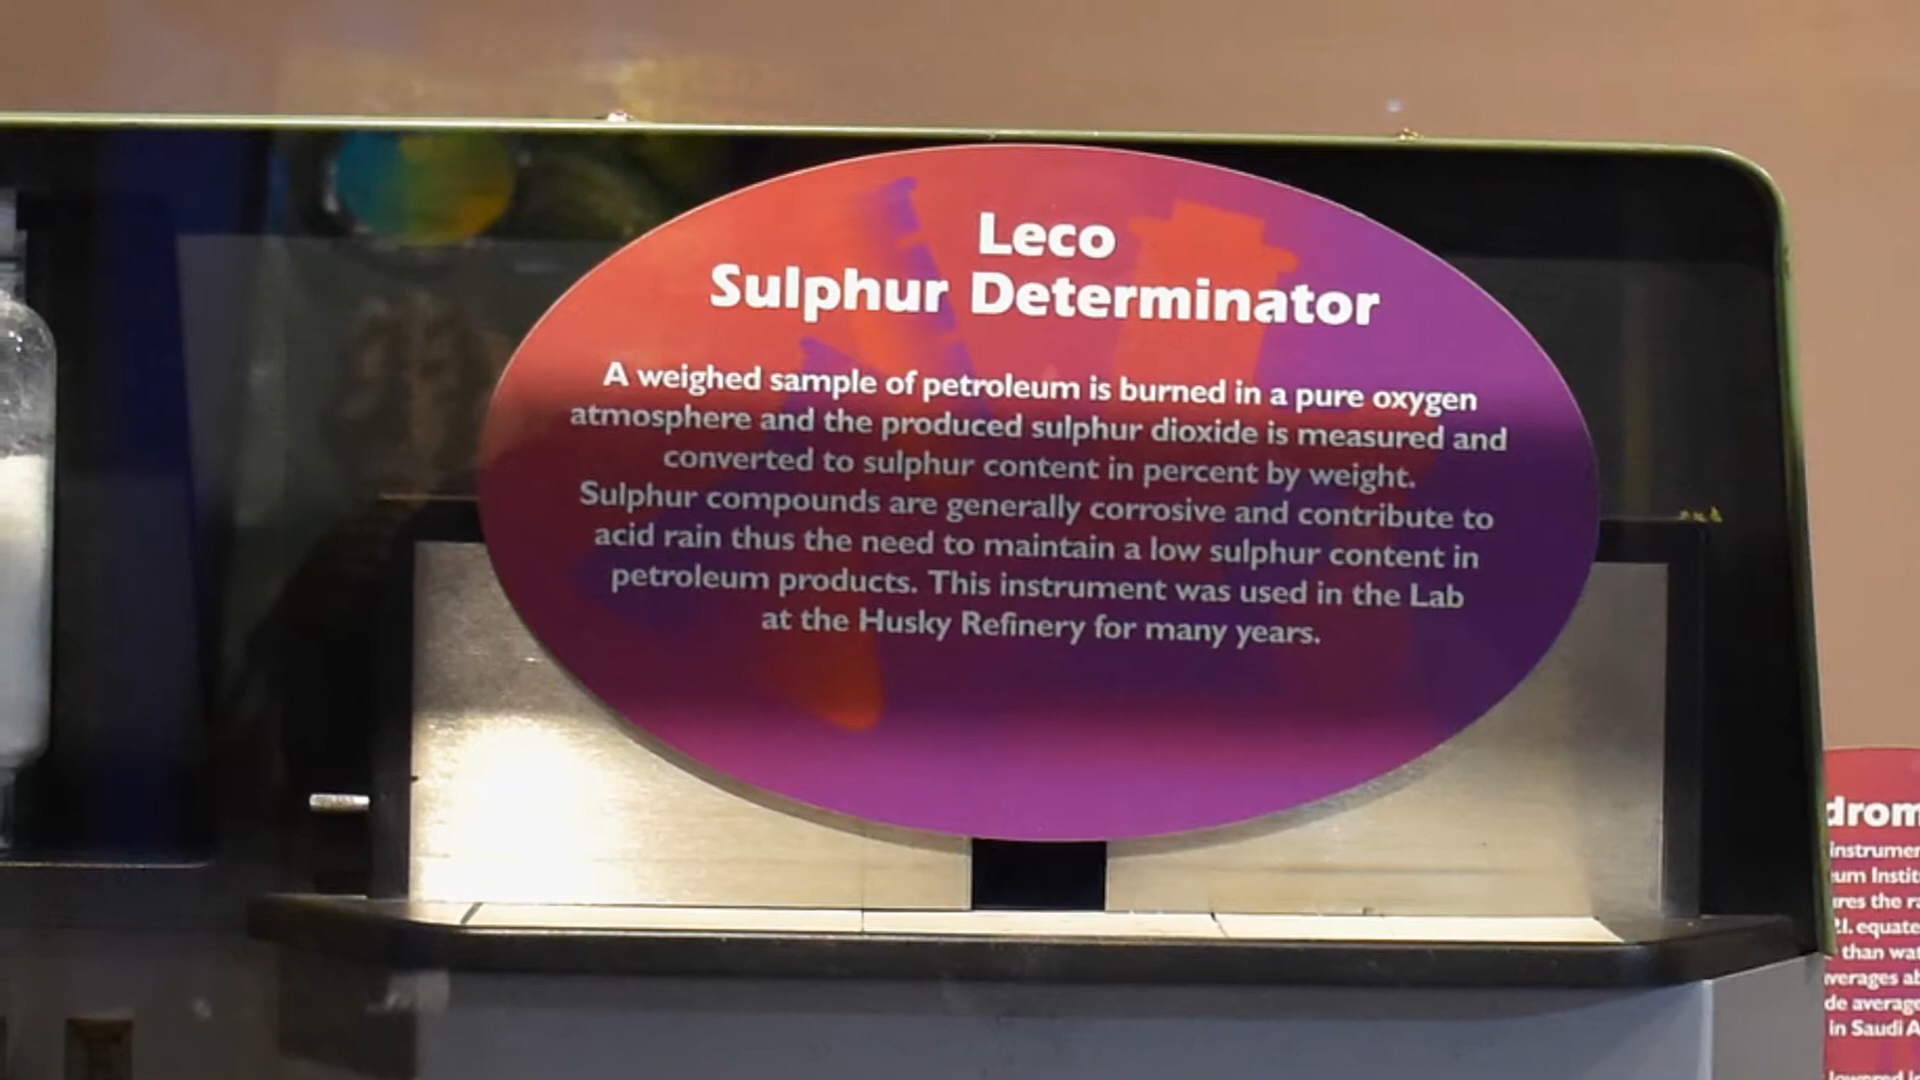 Leco
Sulphur Determinator
A weighed sample of petroleum is burned in a pure oxygen
atmosphere and the produced sulphur dioxide is measured and
converted to sulphur content in percent by weight.
Sulphur compounds are generally corrosive and contribute to
acid rain thus the need to maintain a low sulphur content in
petroleum products. This instrument was used in the Lab
at the Husky Refinery for many years.
drom
instrumen
um Instit
res the ra
.I. equate
than wat
verages ab
de average
in Saudi A